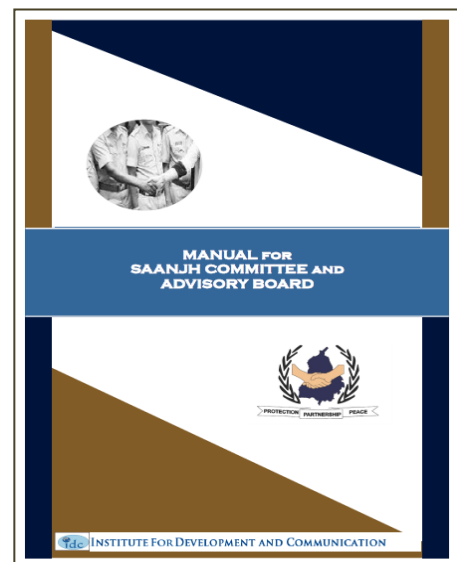 MANUAL FOR
SAANJH COMMITTEE AND
ADVISORY BOARD
PROTECTION PARTNERSHIP PEACE
idc INSTITUTE FOR DEVELOPMENT AND COMMUNICATION